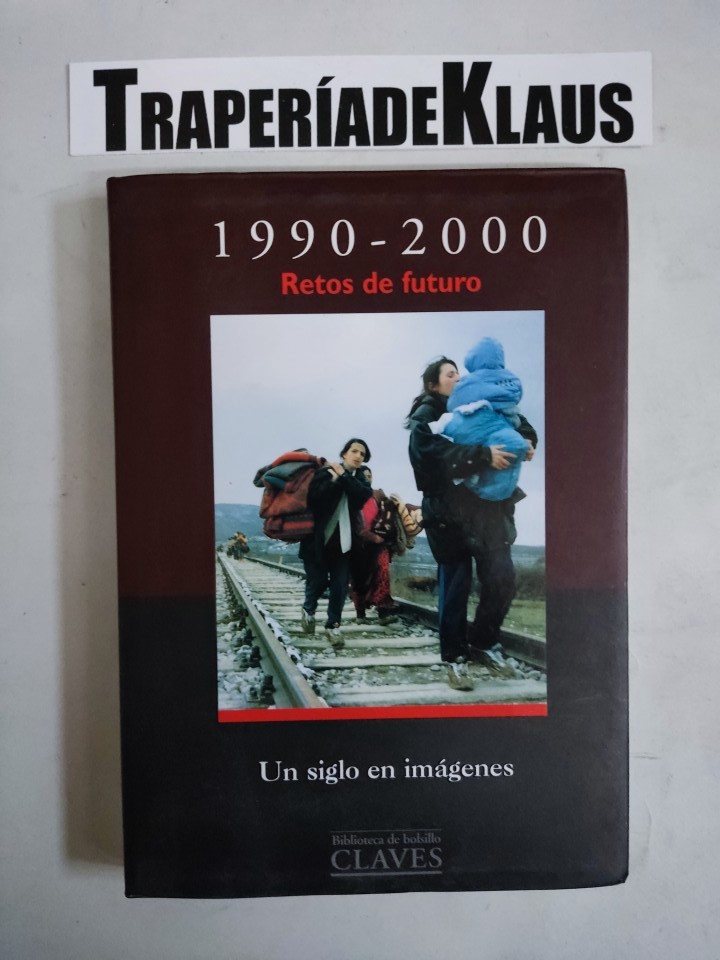 TRAPERÍADEKLAUS
1990-2000
Retos de futuro
Un siglo en imágenes
Biblioteca de bolsillo
CLAVES